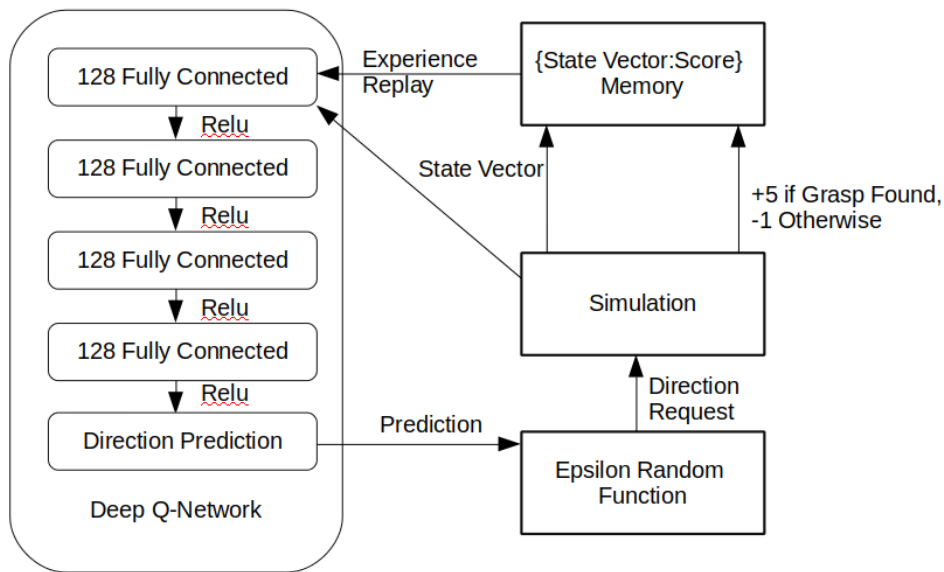 128 Fully Connected
Relu
128 Fully Connected
Relu
128 Fully Connected
Relu
128 Fully Connected
Relu
Direction Prediction
Deep Q-Network
Experience
Replay
{State Vector:Score}
Memory
State Vector
+5 if Grasp Found,
-1 Otherwise
Simulation
Direction
Request
Prediction
Epsilon Random
Function